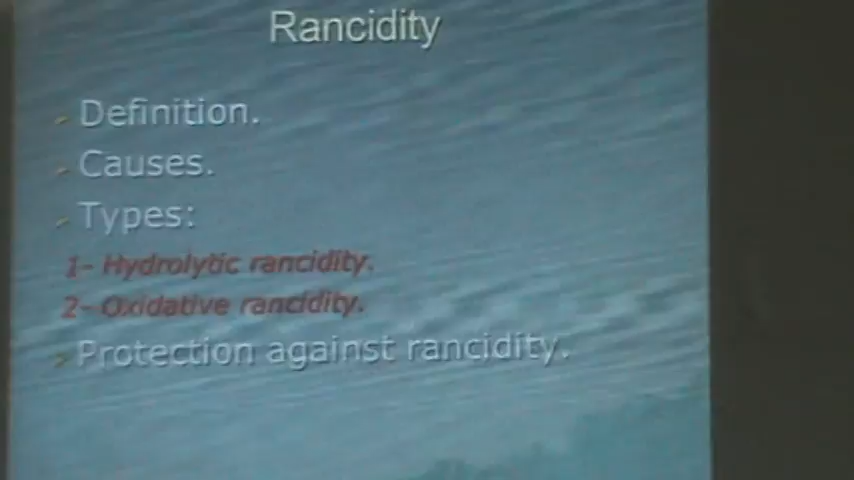 Rancidity
Definition.
Causes.
Types:
1- Hydrolytic rancidity.
2- Oxidative rancidity.
Protection against rancidity.